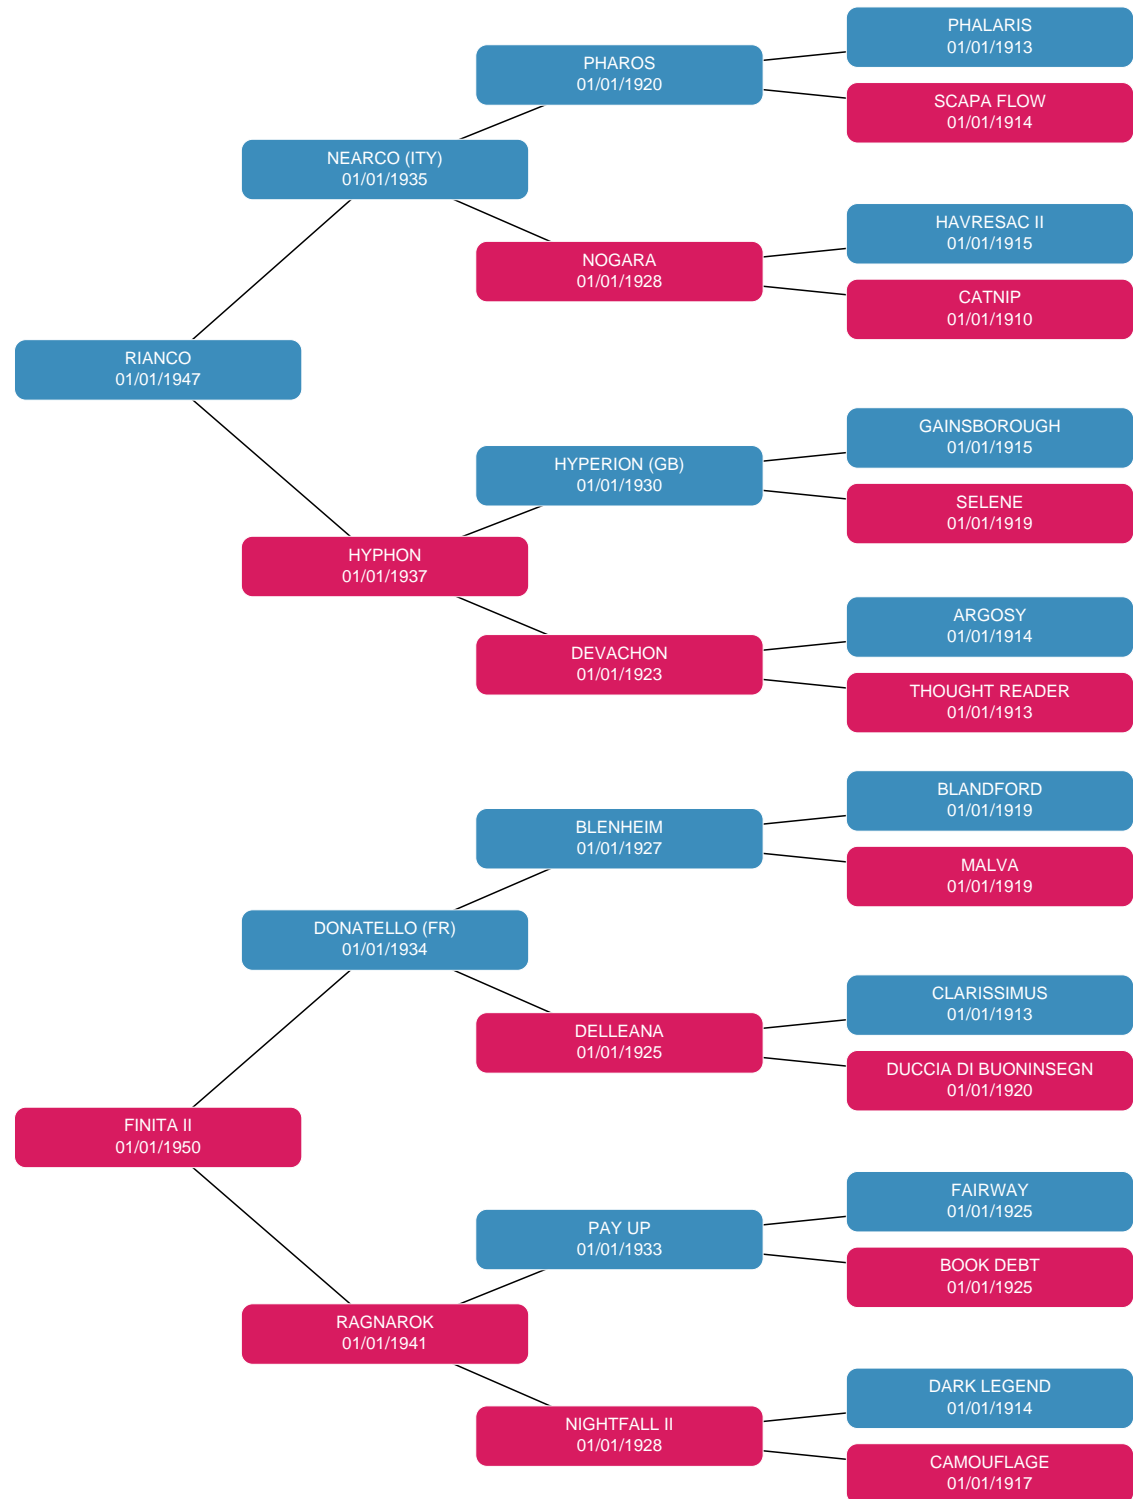 PHALARIS
01/01/1913
PHAROS
01/01/1920
SCAPA FLOW
01/01/1914
NEARCO (ITY)
01/01/1935
HAVRESAC II
01/01/1915
NOGARA
01/01/1928
CATNIP
01/01/1910
RIANCO
01/01/1947
GAINSBOROUGH
01/01/1915
HYPERION (GB)
01/01/1930
SELENE
01/01/1919
HYPHON
01/01/1937
ARGOSY
01/01/1914
DEVACHON
01/01/1923
THOUGHT READER
01/01/1913
BLANDFORD
01/01/1919
BLENHEIM
01/01/1927
MALVA
01/01/1919
DONATELLO (FR)
01/01/1934
CLARISSIMUS
01/01/1913
DELLEANA
01/01/1925
DUCCIA DI BUONINSEGN
01/01/1920
FINITA II
01/01/1950
FAIRWAY
01/01/1925
PAY UP
01/01/1933
BOOK DEBT
01/01/1925
RAGNAROK
01/01/1941
DARK LEGEND
01/01/1914
NIGHTFALL II
01/01/1928
CAMOUFLAGE
01/01/1917